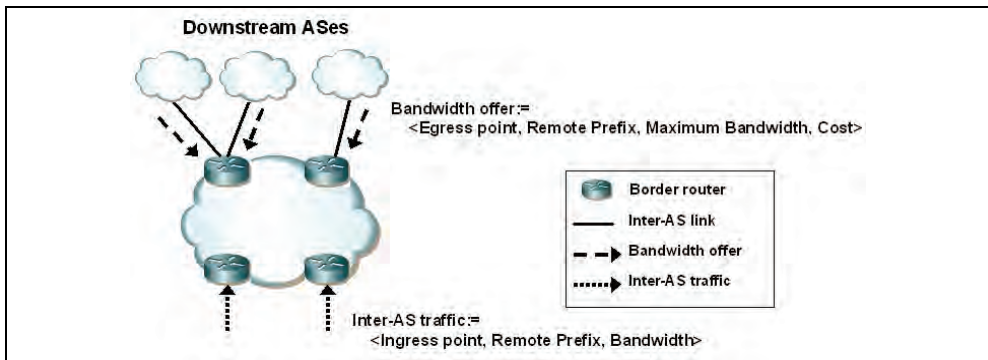 Downstream ASes
Bandwidth offer:=
<Egress point, Remote Prefix, Maximum Bandwidth, Cost>
Border router
Inter-AS link
Bandwidth offer
Inter-AS traffic
Inter-AS traffic:=
<Ingress point, Remote Prefix, Bandwidth>